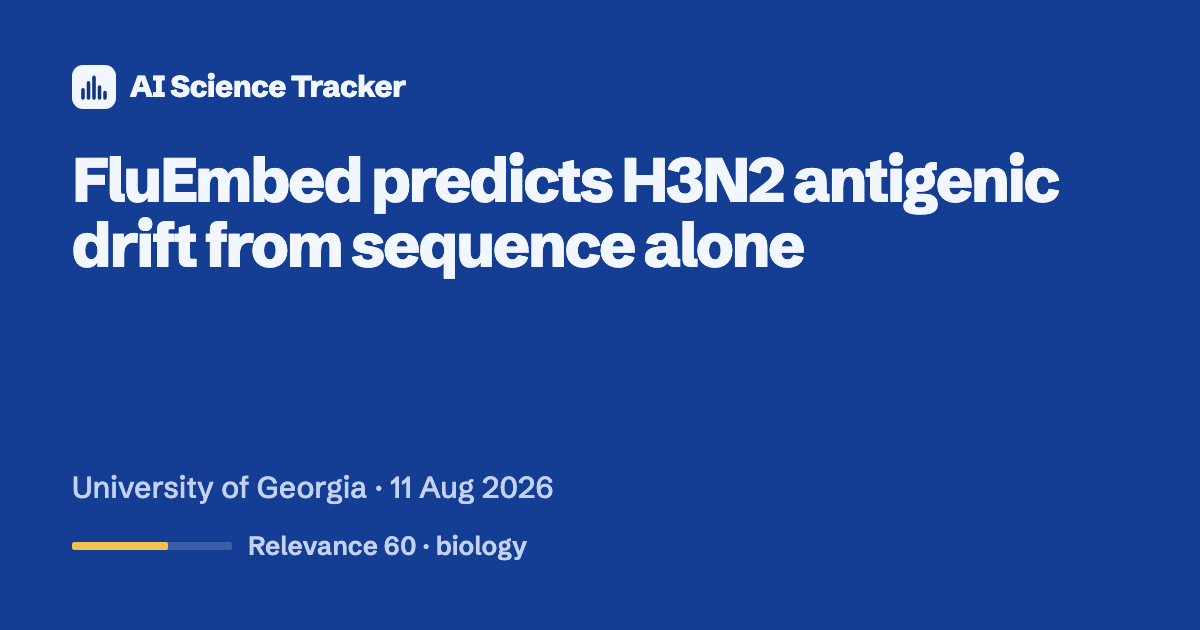 AI Science Tracker
FluEmbed predicts H3N2 antigenic
drift from sequence alone
University of Georgia · 11 Aug 2026
Relevance 60 · biology